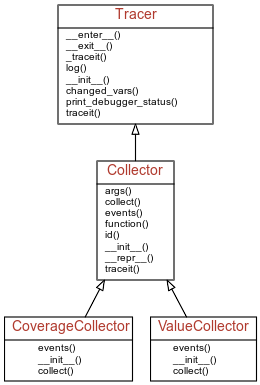 Tracer
__enter__()
__exit__()
_traceit()
log()
__init__()
changed_vars()
print_debugger_status()
traceit()
Collector
args()
collect()
events()
function()
id()
__init__()
__repr__()
traceit()
CoverageCollector
events()
__init__()
collect()
ValueCollector
events()
__init__()
collect()